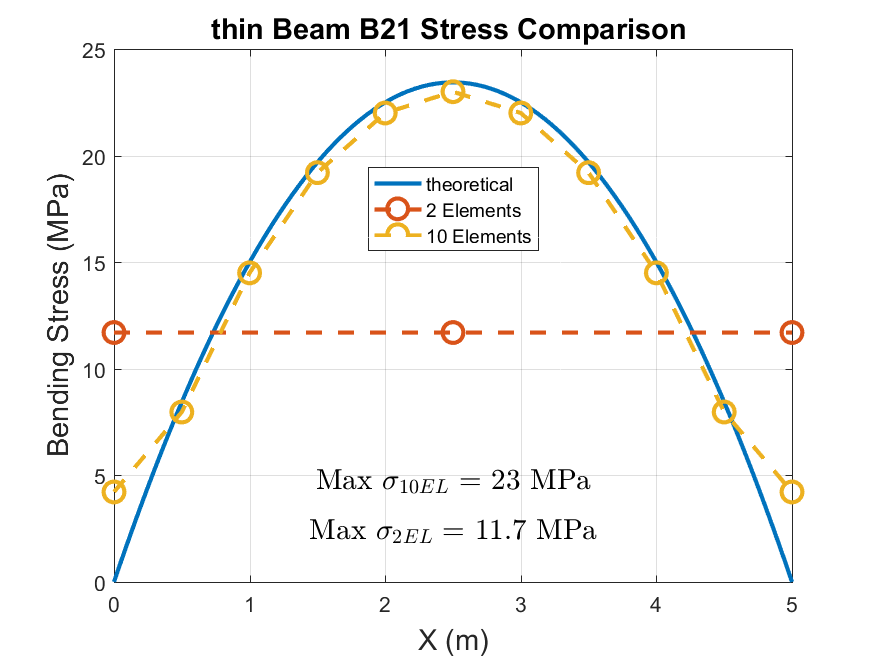 thin Beam B21 Stress Comparison
25
20
15
10
5
0
Bending Stress (MPa)
theoretical
2 Elements
10 Elements
Max σ10EL = 23 MPa
Max σ2EL = 11.7 MPa
0 1 2 3 4 5
X (m)